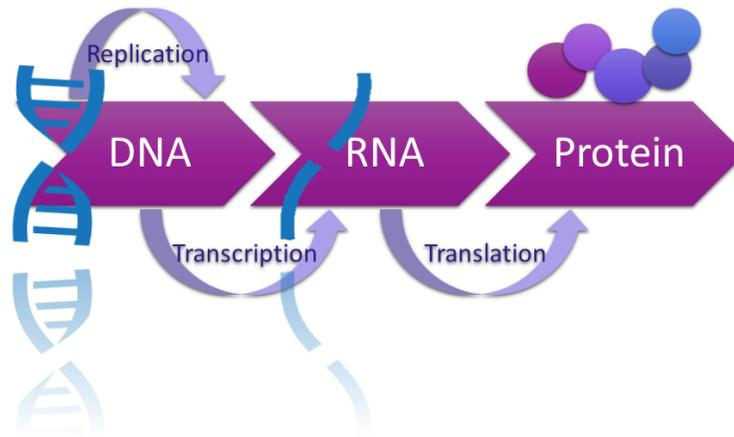 Replication
DNA
RNA
Protein
Transcription
Translation